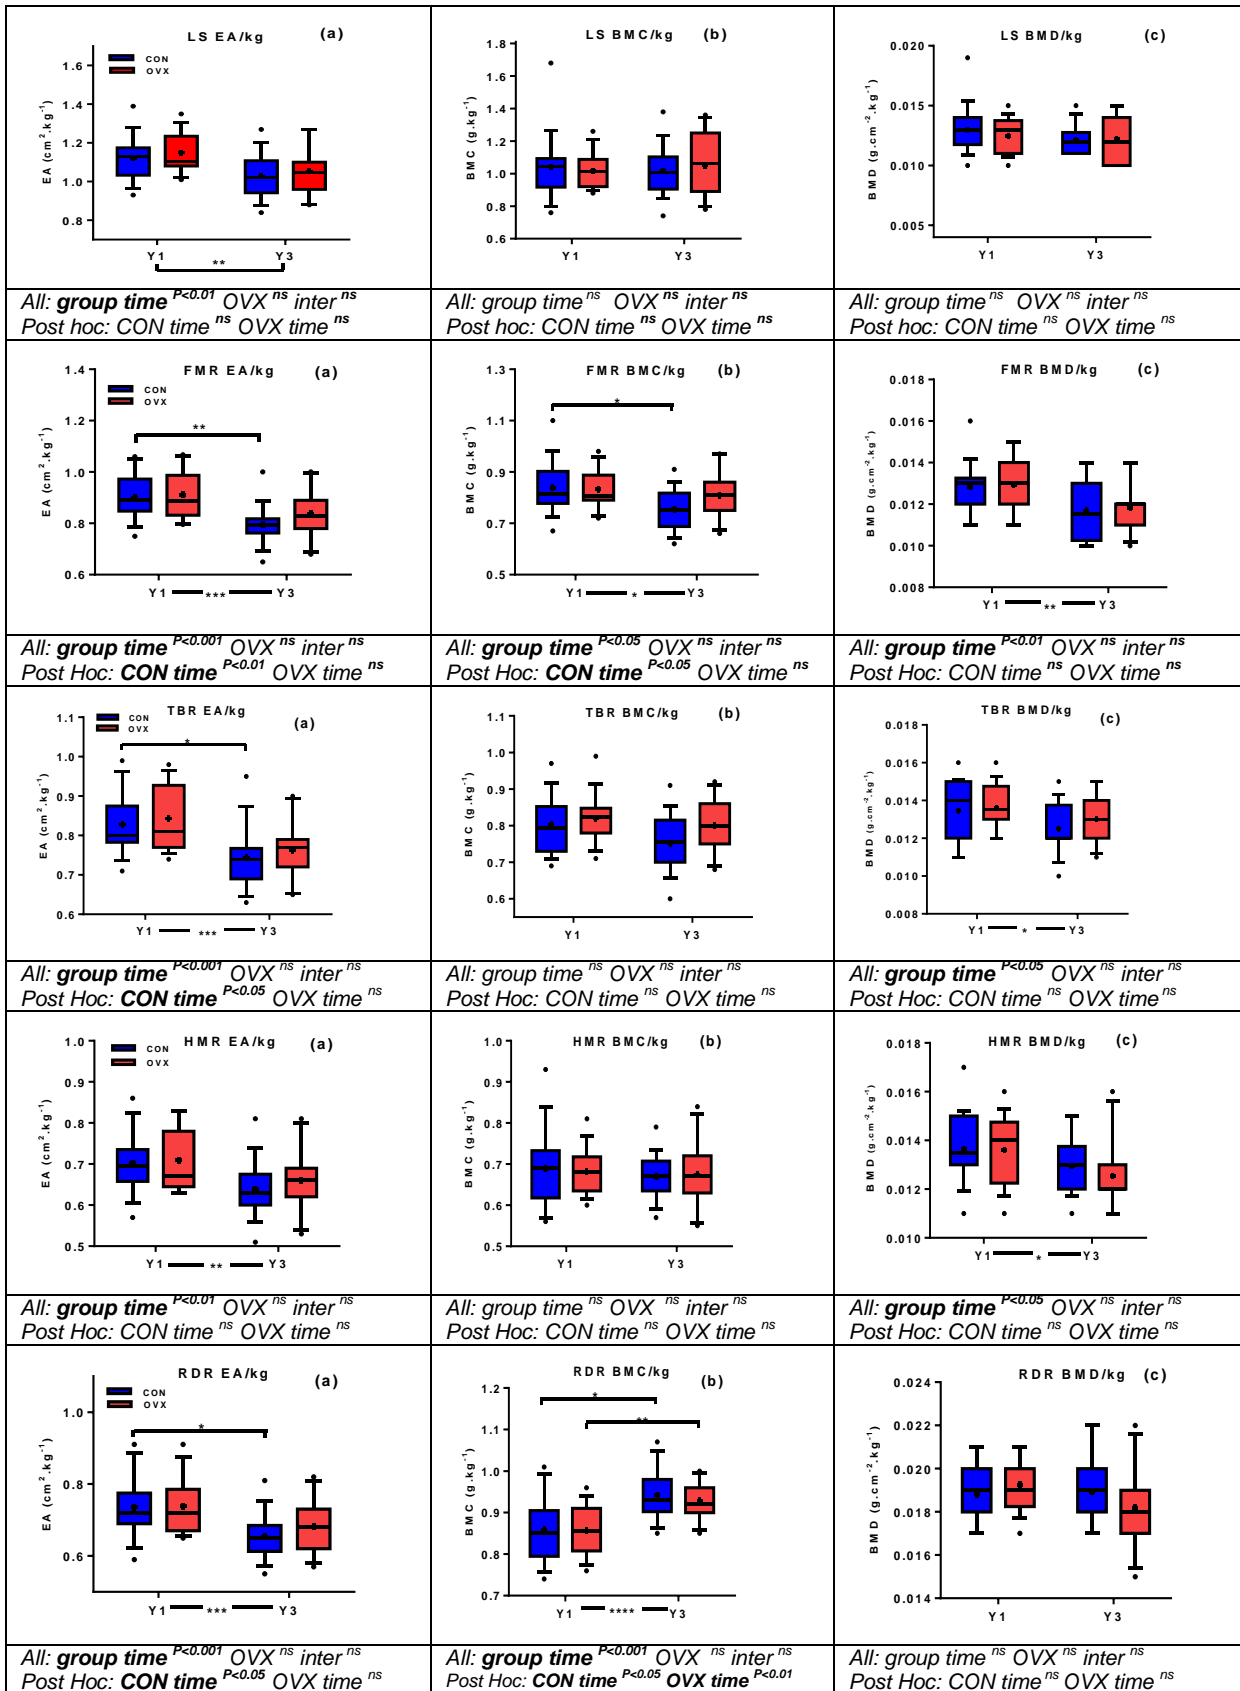 LS EA/kg (a)
CON
OVX
EA (cm².kg⁻¹)
1.6
1.4
1.2
1.0
0.8
Y1 Y3
**
LS BMC/kg (b)
BMC (g.kg⁻¹)
1.8
1.6
1.4
1.2
1.0
0.8
0.6
Y1 Y3
LS BMD/kg (c)
BMD (g.cm⁻².kg⁻¹)
0.020
0.015
0.010
0.005
Y1 Y3
All: group time P<0.01 OVX ns inter ns
Post hoc: CON time ns OVX time ns
All: group time ns OVX ns inter ns
Post hoc: CON time ns OVX time ns
All: group time ns OVX ns inter ns
Post hoc: CON time ns OVX time ns
FMR EA/kg (a)
CON
OVX
EA (cm².kg⁻¹)
1.4
1.2
1.0
0.8
0.6
**
Y1 *** Y3
FMR BMC/kg (b)
BMC (g.kg⁻¹)
1.3
1.1
0.9
0.7
0.5
*
Y1 * Y3
FMR BMD/kg (c)
BMD (g.cm⁻².kg⁻¹)
0.018
0.016
0.014
0.012
0.010
0.008
Y1 ** Y3
All: group time P<0.001 OVX ns inter ns
Post Hoc: CON time P<0.01 OVX time ns
All: group time P<0.05 OVX ns inter ns
Post Hoc: CON time P<0.05 OVX time ns
All: group time P<0.01 OVX ns inter ns
Post Hoc: CON time ns OVX time ns
TBR EA/kg (a)
CON
OVX
EA (cm².kg⁻¹)
1.1
1.0
0.9
0.8
0.7
0.6
*
Y1 *** Y3
TBR BMC/kg (b)
BMC (g.kg⁻¹)
1.1
1.0
0.9
0.8
0.7
0.6
Y1 Y3
TBR BMD/kg (c)
BMD (g.cm⁻².kg⁻¹)
0.018
0.016
0.014
0.012
0.010
0.008
Y1 * Y3
All: group time P<0.001 OVX ns inter ns
Post Hoc: CON time P<0.05 OVX time ns
All: group time ns OVX ns inter ns
Post Hoc: CON time ns OVX time ns
All: group time P<0.05 OVX ns inter ns
Post Hoc: CON time ns OVX time ns
HMR EA/kg (a)
CON
OVX
EA (cm².kg⁻¹)
1.0
0.9
0.8
0.7
0.6
0.5
Y1 ** Y3
HMR BMC/kg (b)
BMC (g.kg⁻¹)
1.0
0.9
0.8
0.7
0.6
0.5
Y1 Y3
HMR BMD/kg (c)
BMD (g.cm⁻².kg⁻¹)
0.018
0.016
0.014
0.012
0.010
Y1 * Y3
All: group time P<0.01 OVX ns inter ns
Post Hoc: CON time ns OVX time ns
All: group time ns OVX ns inter ns
Post Hoc: CON time ns OVX time ns
All: group time P<0.05 OVX ns inter ns
Post Hoc: CON time ns OVX time ns
RDR EA/kg (a)
CON
OVX
EA (cm².kg⁻¹)
1.0
0.8
0.6
*
Y1 *** Y3
RDR BMC/kg (b)
BMC (g.kg⁻¹)
1.2
1.1
1.0
0.9
0.8
0.7
*
**
Y1 **** Y3
RDR BMD/kg (c)
BMD (g.cm⁻².kg⁻¹)
0.024
0.022
0.020
0.018
0.016
0.014
Y1 Y3
All: group time P<0.001 OVX ns inter ns
Post Hoc: CON time P<0.05 OVX time ns
All: group time P<0.001 OVX ns inter ns
Post Hoc: CON time P<0.05 OVX time P<0.01
All: group time ns OVX ns inter ns
Post Hoc: CON time ns OVX time ns